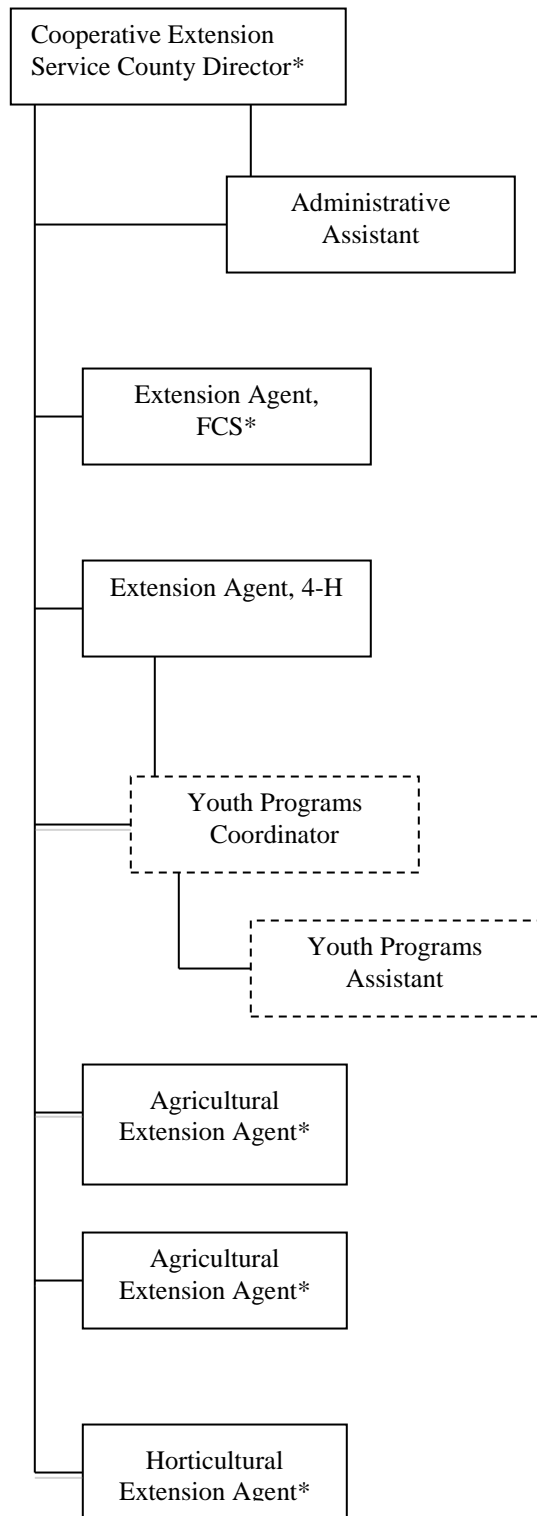 Cooperative Extension
Service County Director*
Administrative
Assistant
Extension Agent,
FCS*
Extension Agent, 4-H
Youth Programs
Coordinator
Youth Programs
Assistant
Agricultural
Extension Agent*
Agricultural
Extension Agent*
Horticultural
Extension Agent*